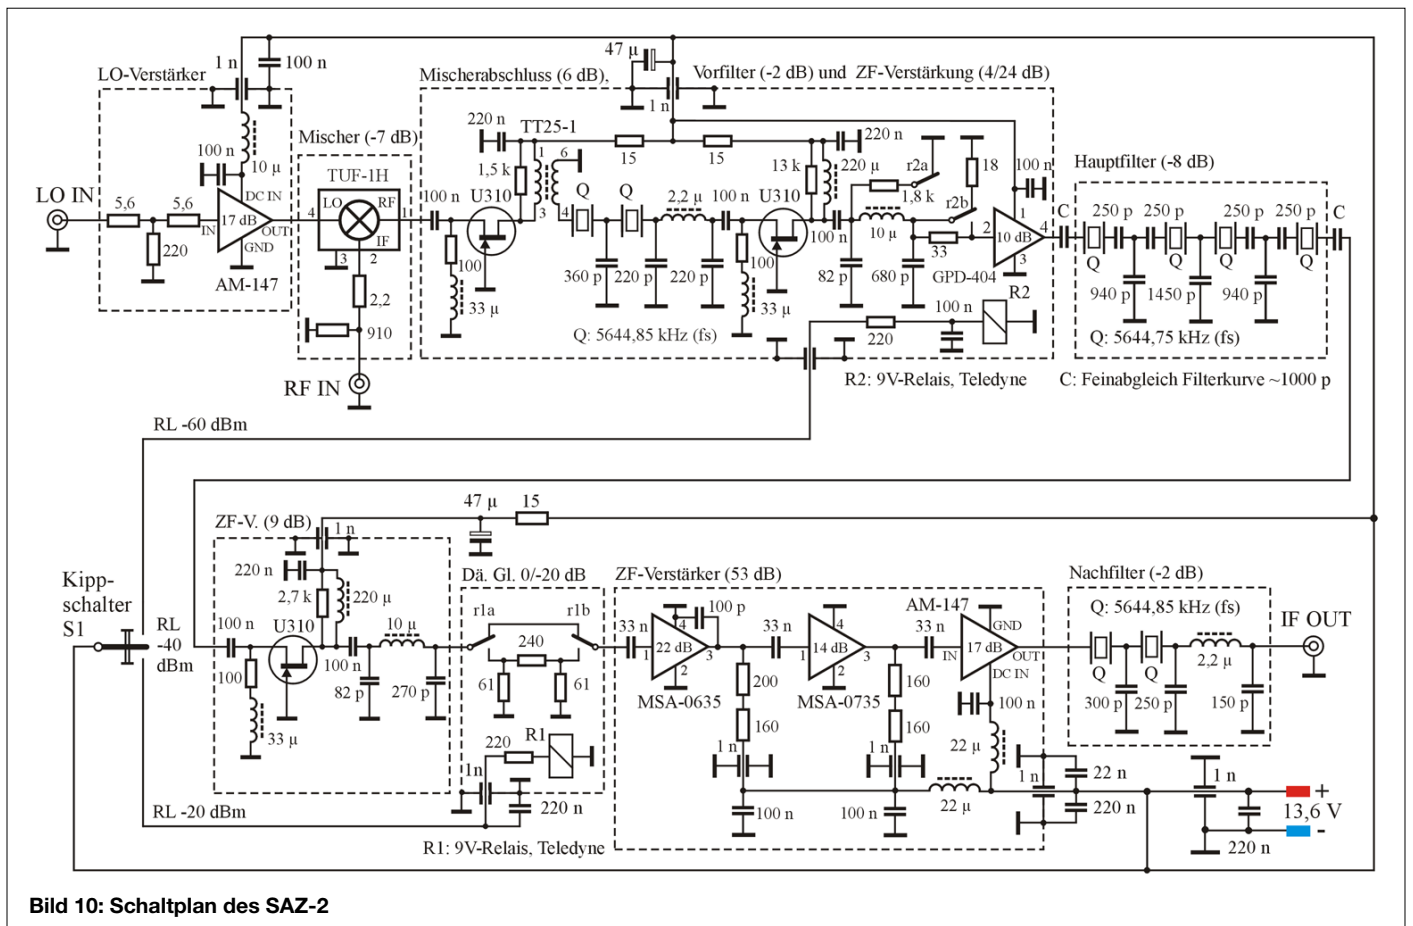 47 µ
1 n
100 n
LO-Verstärker
Mischerabschluss (6 dB),
Vorfilter (-2 dB) und ZF-Verstärkung (4/24 dB)
1 n
220 n
TT25-1
220 n
Mischer (-7 dB)
15
15
100 n
10 µ
1
6
1,5 k
13 k
220 µ
r2a
18
100 n
Hauptfilter (-8 dB)
TUF-1H
LO IN
DC IN
100 n
U310
Q
Q
2,2 µ
100 n
U310
1,8 k
r2b
C
250 p
250 p
250 p
250 p
C
5,6
5,6
17 dB
IN
OUT
GND
4
LO
RF
1
IF
3
2
3
4
100 n
10 µ
1
2
10 dB
4
3
220
AM-147
100
360 p
220 p
220 p
100
82 p
680 p
33
GPD-404
Q
Q
Q
Q
2,2
33 µ
33 µ
100 n
R2
940 p
1450 p
940 p
910
Q: 5644,85 kHz (fs)
220
Q: 5644,75 kHz (fs)
RF IN
R2: 9V-Relais, Teledyne
C: Feinabgleich Filterkurve ~1000 p
RL -60 dBm
47 µ
15
ZF-V. (9 dB)
1 n
220 n
Dä. Gl. 0/-20 dB
ZF-Verstärker (53 dB)
Nachfilter (-2 dB)
Kipp-
schalter
S1
2,7 k
220 µ
r1a
r1b
100 p
AM-147
Q: 5644,85 kHz (fs)
IF OUT
RL
-40
dBm
100 n
U310
10 µ
240
33 n
4
22 dB
1
3
2
33 n
4
14 dB
1
3
2
33 n
GND
17 dB
IN
OUT
DC IN
100 n
100
82 p
270 p
61
61
MSA-0635
200
MSA-0735
160
100 n
Q
Q
2,2 µ
33 µ
220
R1
160
160
22 µ
300 p
250 p
150 p
1n
1 n
1 n
1 n
22 n
1 n
+
RL -20 dBm
220 n
100 n
100 n
22 µ
220 n
13,6 V
-
R1: 9V-Relais, Teledyne
220 n
Bild 10: Schaltplan des SAZ-2